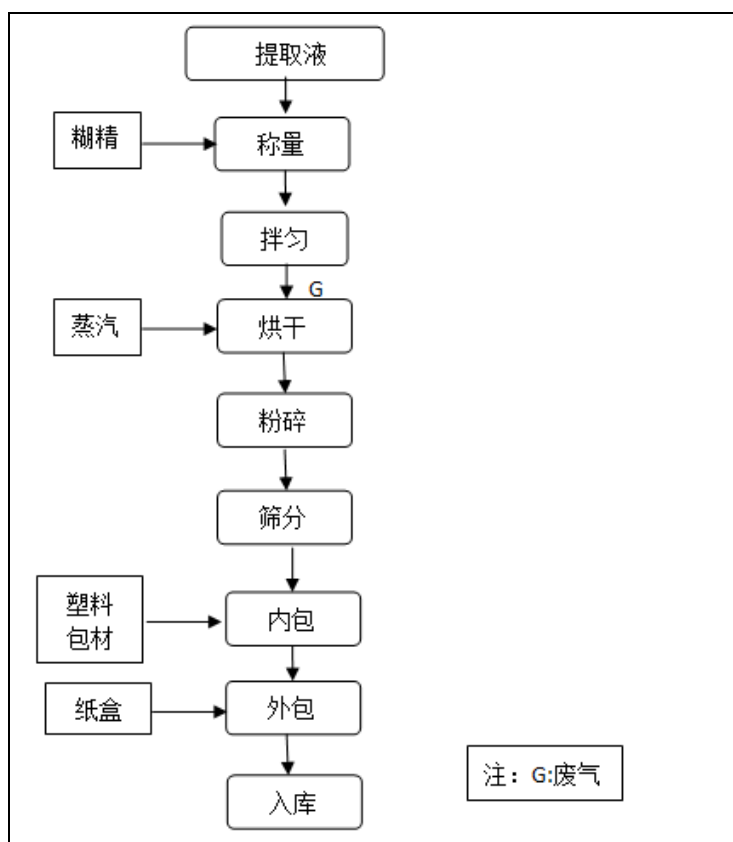 提取液
糊精
称量
拌匀
G
蒸汽
烘干
粉碎
筛分
塑料
包材
内包
纸盒
外包
入库
注：G:废气